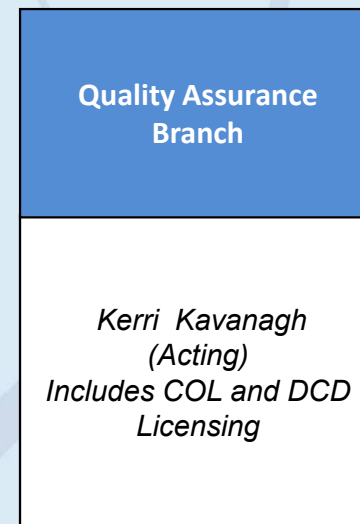 Quality Assurance
Branch
Kerri Kavanagh
(Acting)
Includes COL and DCD
Licensing